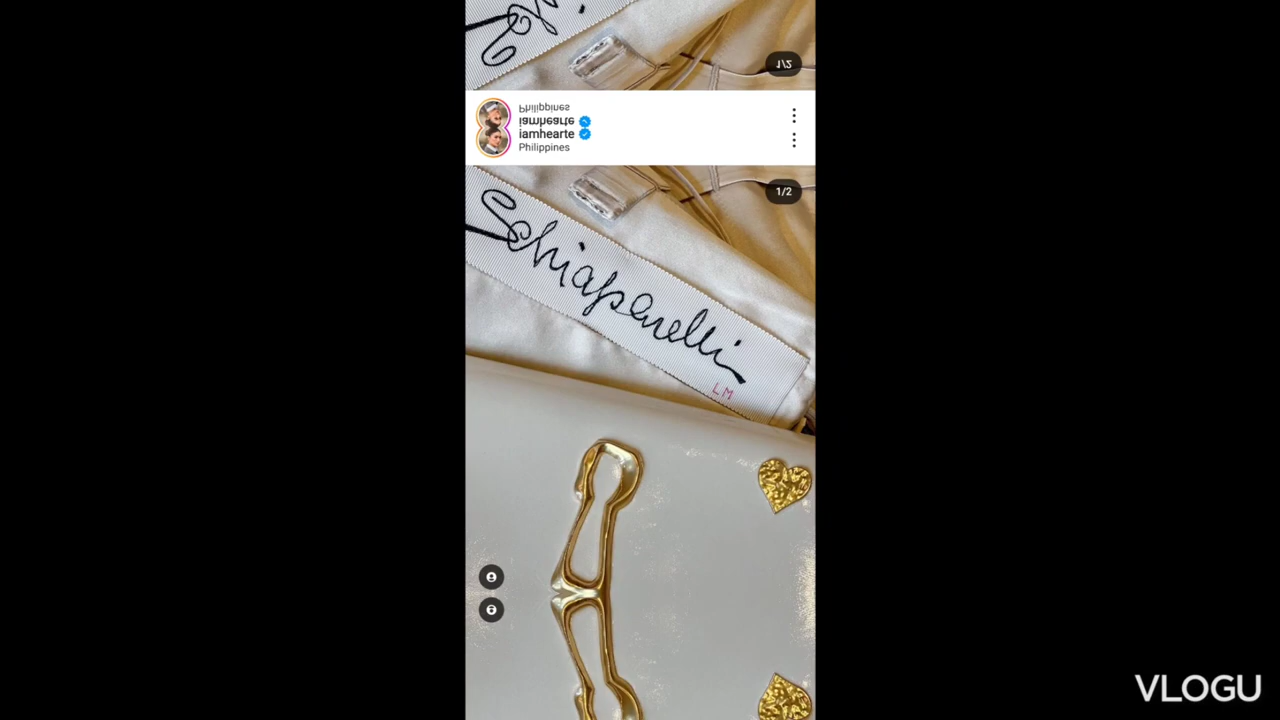 1/2
Philippines
iamhearte
iamhearte
Philippines
1/2
Schiaparelli
LM
VLOGU